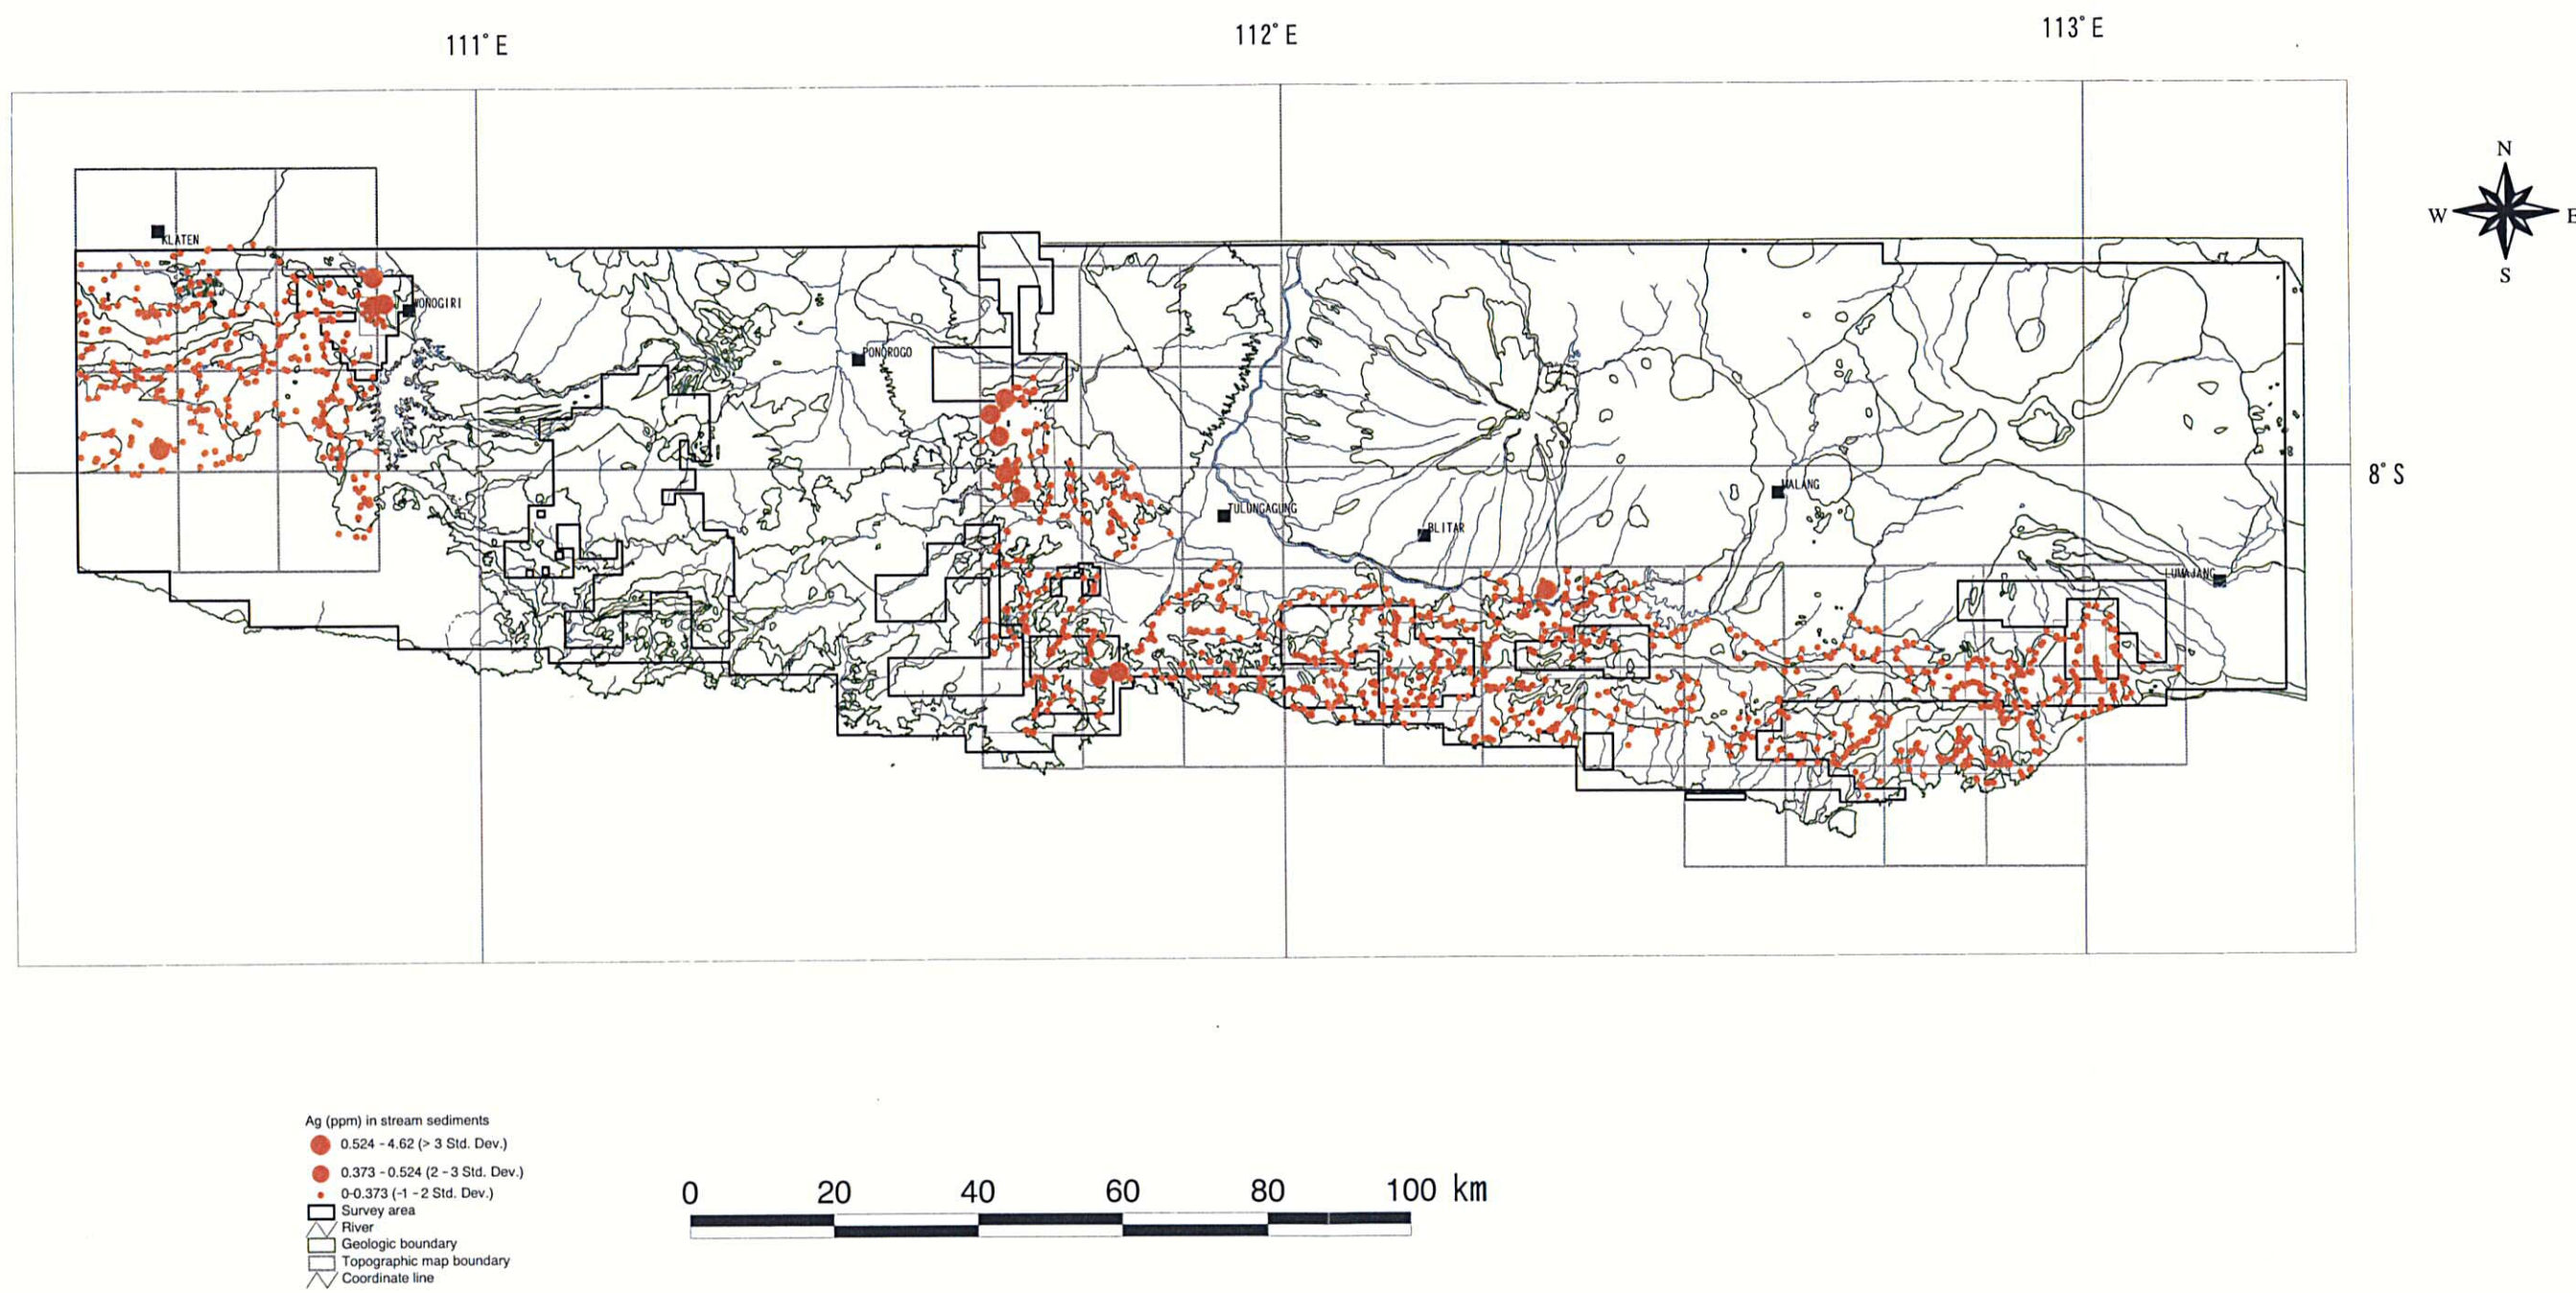 111° E
112° E
113° E
N
W
E
S
KLATEN
WONOGIRI
PONOROGO
8° S
MALANG
TULUNGAGUNG
BLITAR
LUMAJANG
Ag (ppm) in stream sediments
0.524 - 4.62 (> 3 Std. Dev.)
0.373 - 0.524 (2 - 3 Std. Dev.)
0-0.373 (-1 - 2 Std. Dev.)
Survey area
River
Geologic boundary
Topographic map boundary
Coordinate line
0 20 40 60 80 100 km